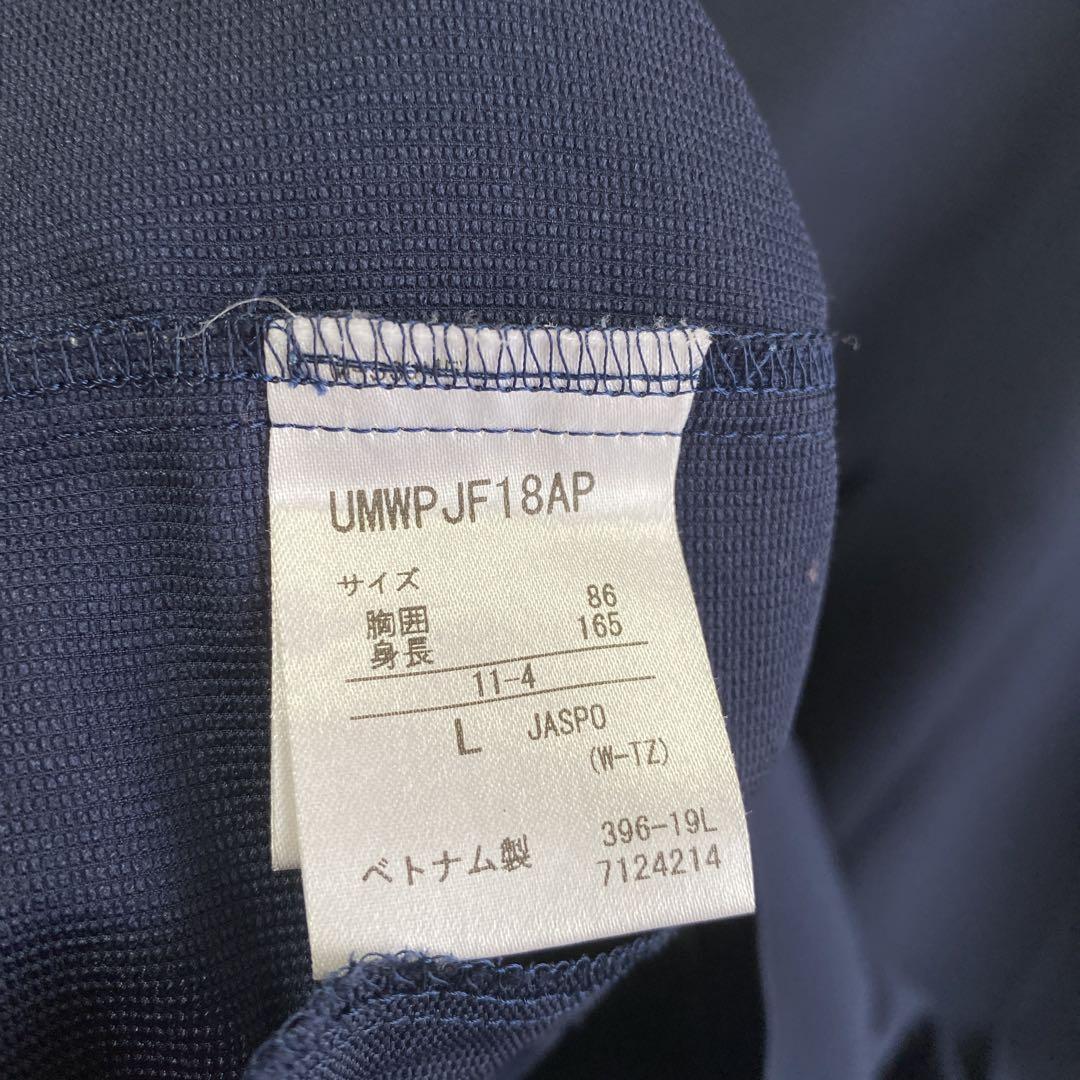 UMWPJF18AP
サイズ
胸囲 86
身長 165
11-4
L JASPO
(W-TZ)
396-19L
ベトナム製 7124214